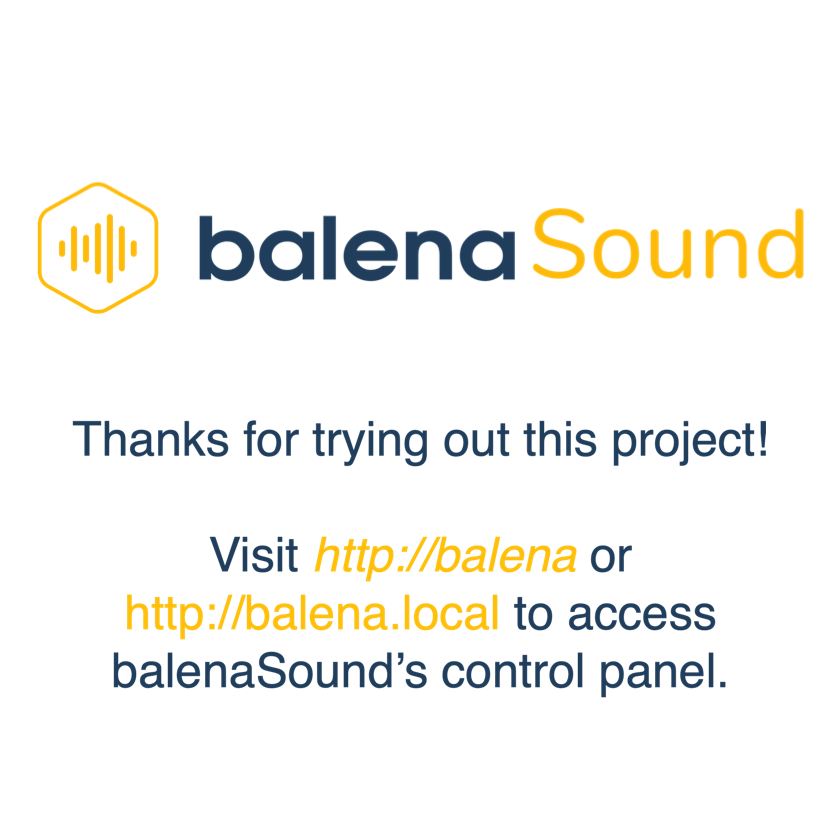 balenaSound
Thanks for trying out this project!
Visit http://balena or
http://balena.local to access
balenaSound’s control panel.